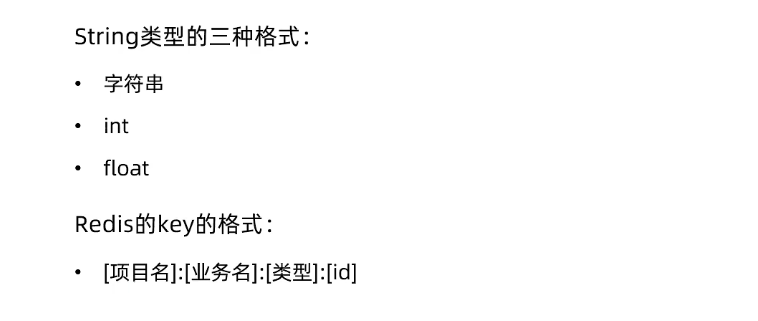 String类型的三种格式：
• 字符串
• int
• float
Redis的key的格式：
• [项目名]:[业务名]:[类型]:[id]